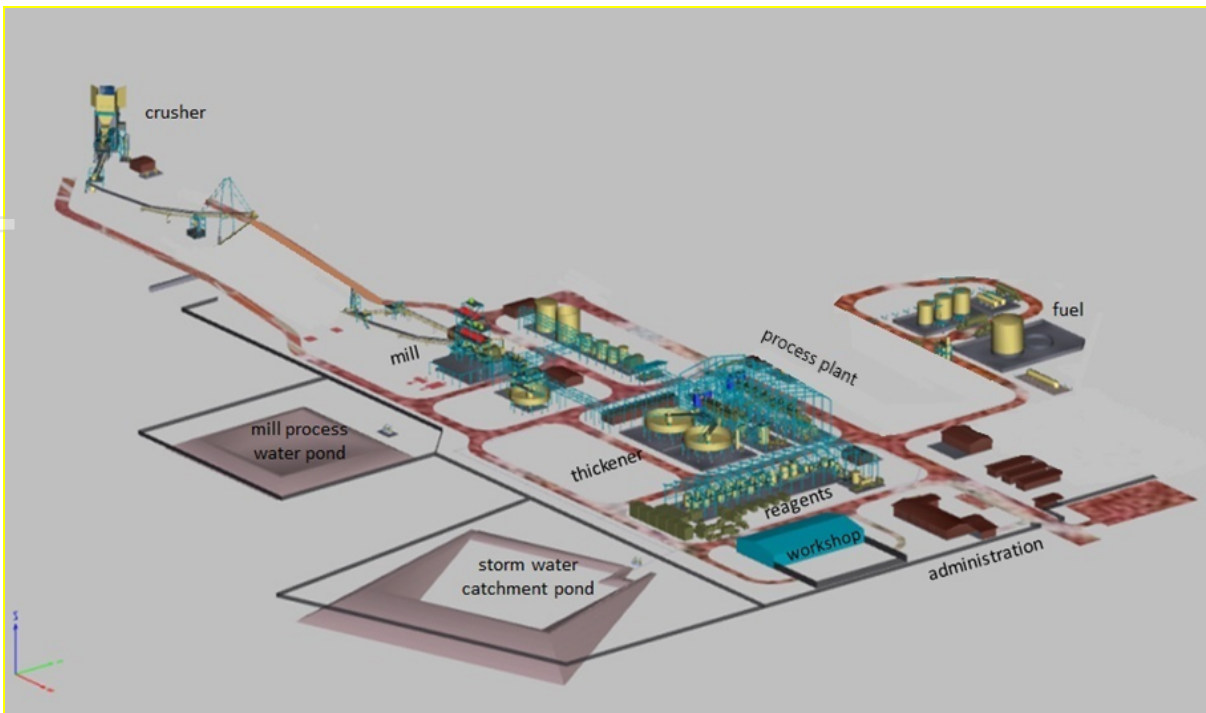 crusher
fuel
process plant
mill
mill process
water pond
thickener
reagents
workshop
administration
storm water
catchment pond